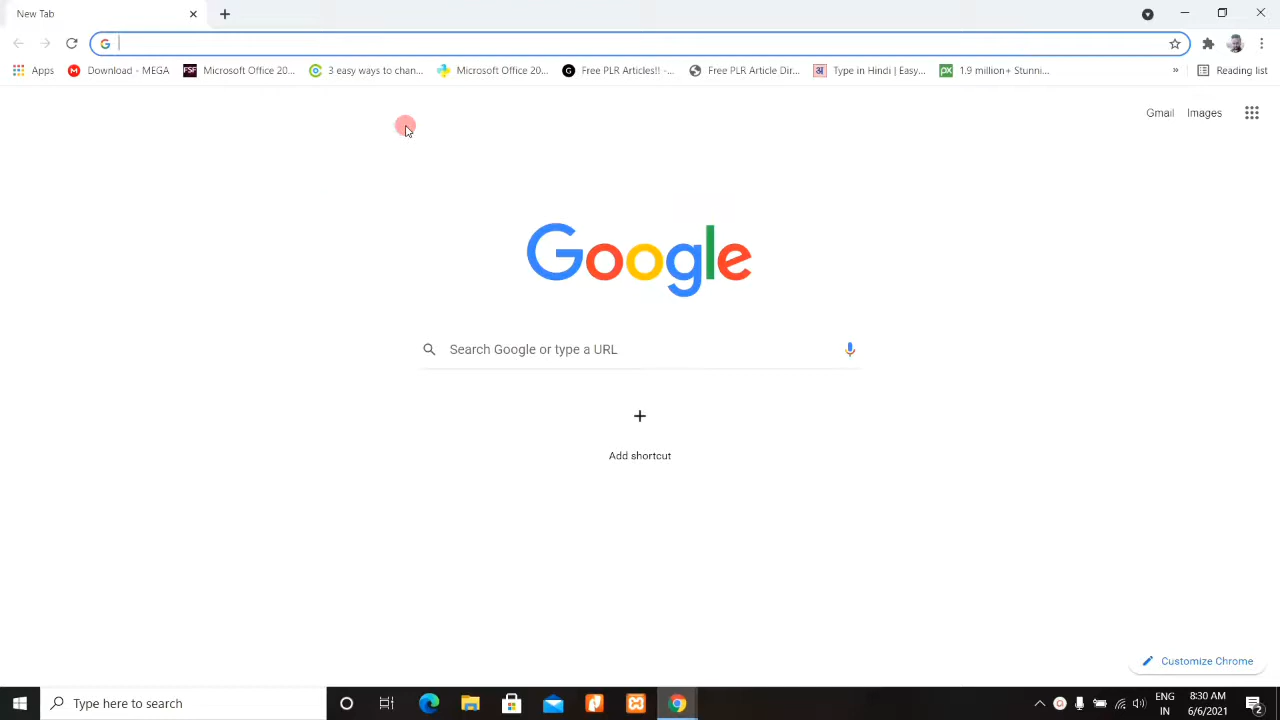 New Tab
Apps Download - MEGA Microsoft Office 20... 3 easy ways to chan... Microsoft Office 20... Free PLR Articles!! -... Free PLR Article Dir... Type in Hindi | Easy... 1.9 million+ Stunni... » Reading list
Gmail Images
Google
Search Google or type a URL
Add shortcut
Customize Chrome
Type here to search
ENG
IN
8:30 AM
6/6/2021
2